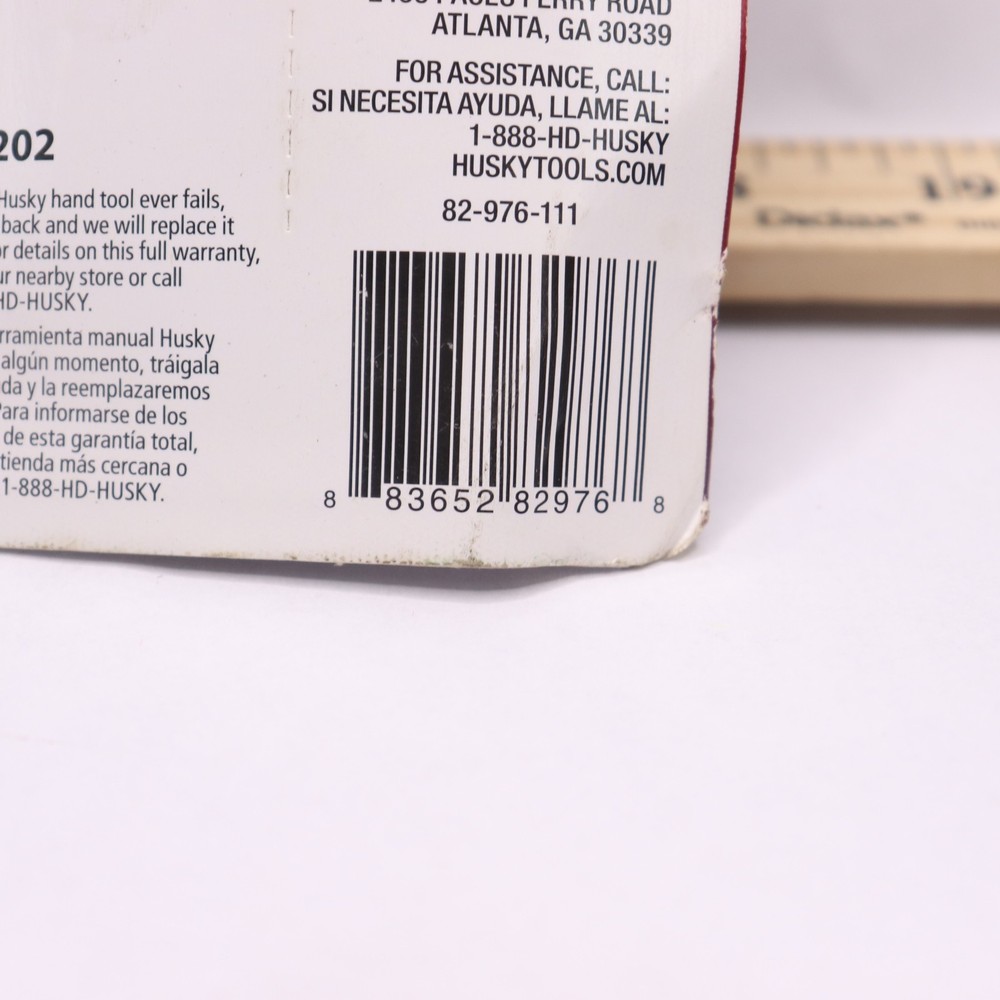 ATLANTA, GA 30339
FOR ASSISTANCE, CALL:
SI NECESITA AYUDA, LLAME AL:
1-888-HD-HUSKY
HUSKYTOOLS.COM
82-976-111
8 83652 82976 8
202
Husky hand tool ever fails,
back and we will replace it
details on this full warranty,
nearby store or call
HD-HUSKY.
manual Husky
algún momento, tráigala
y la reemplazaremos
Para informarse de los
de esta garantía total,
tienda más cercana o
1-888-HD-HUSKY.